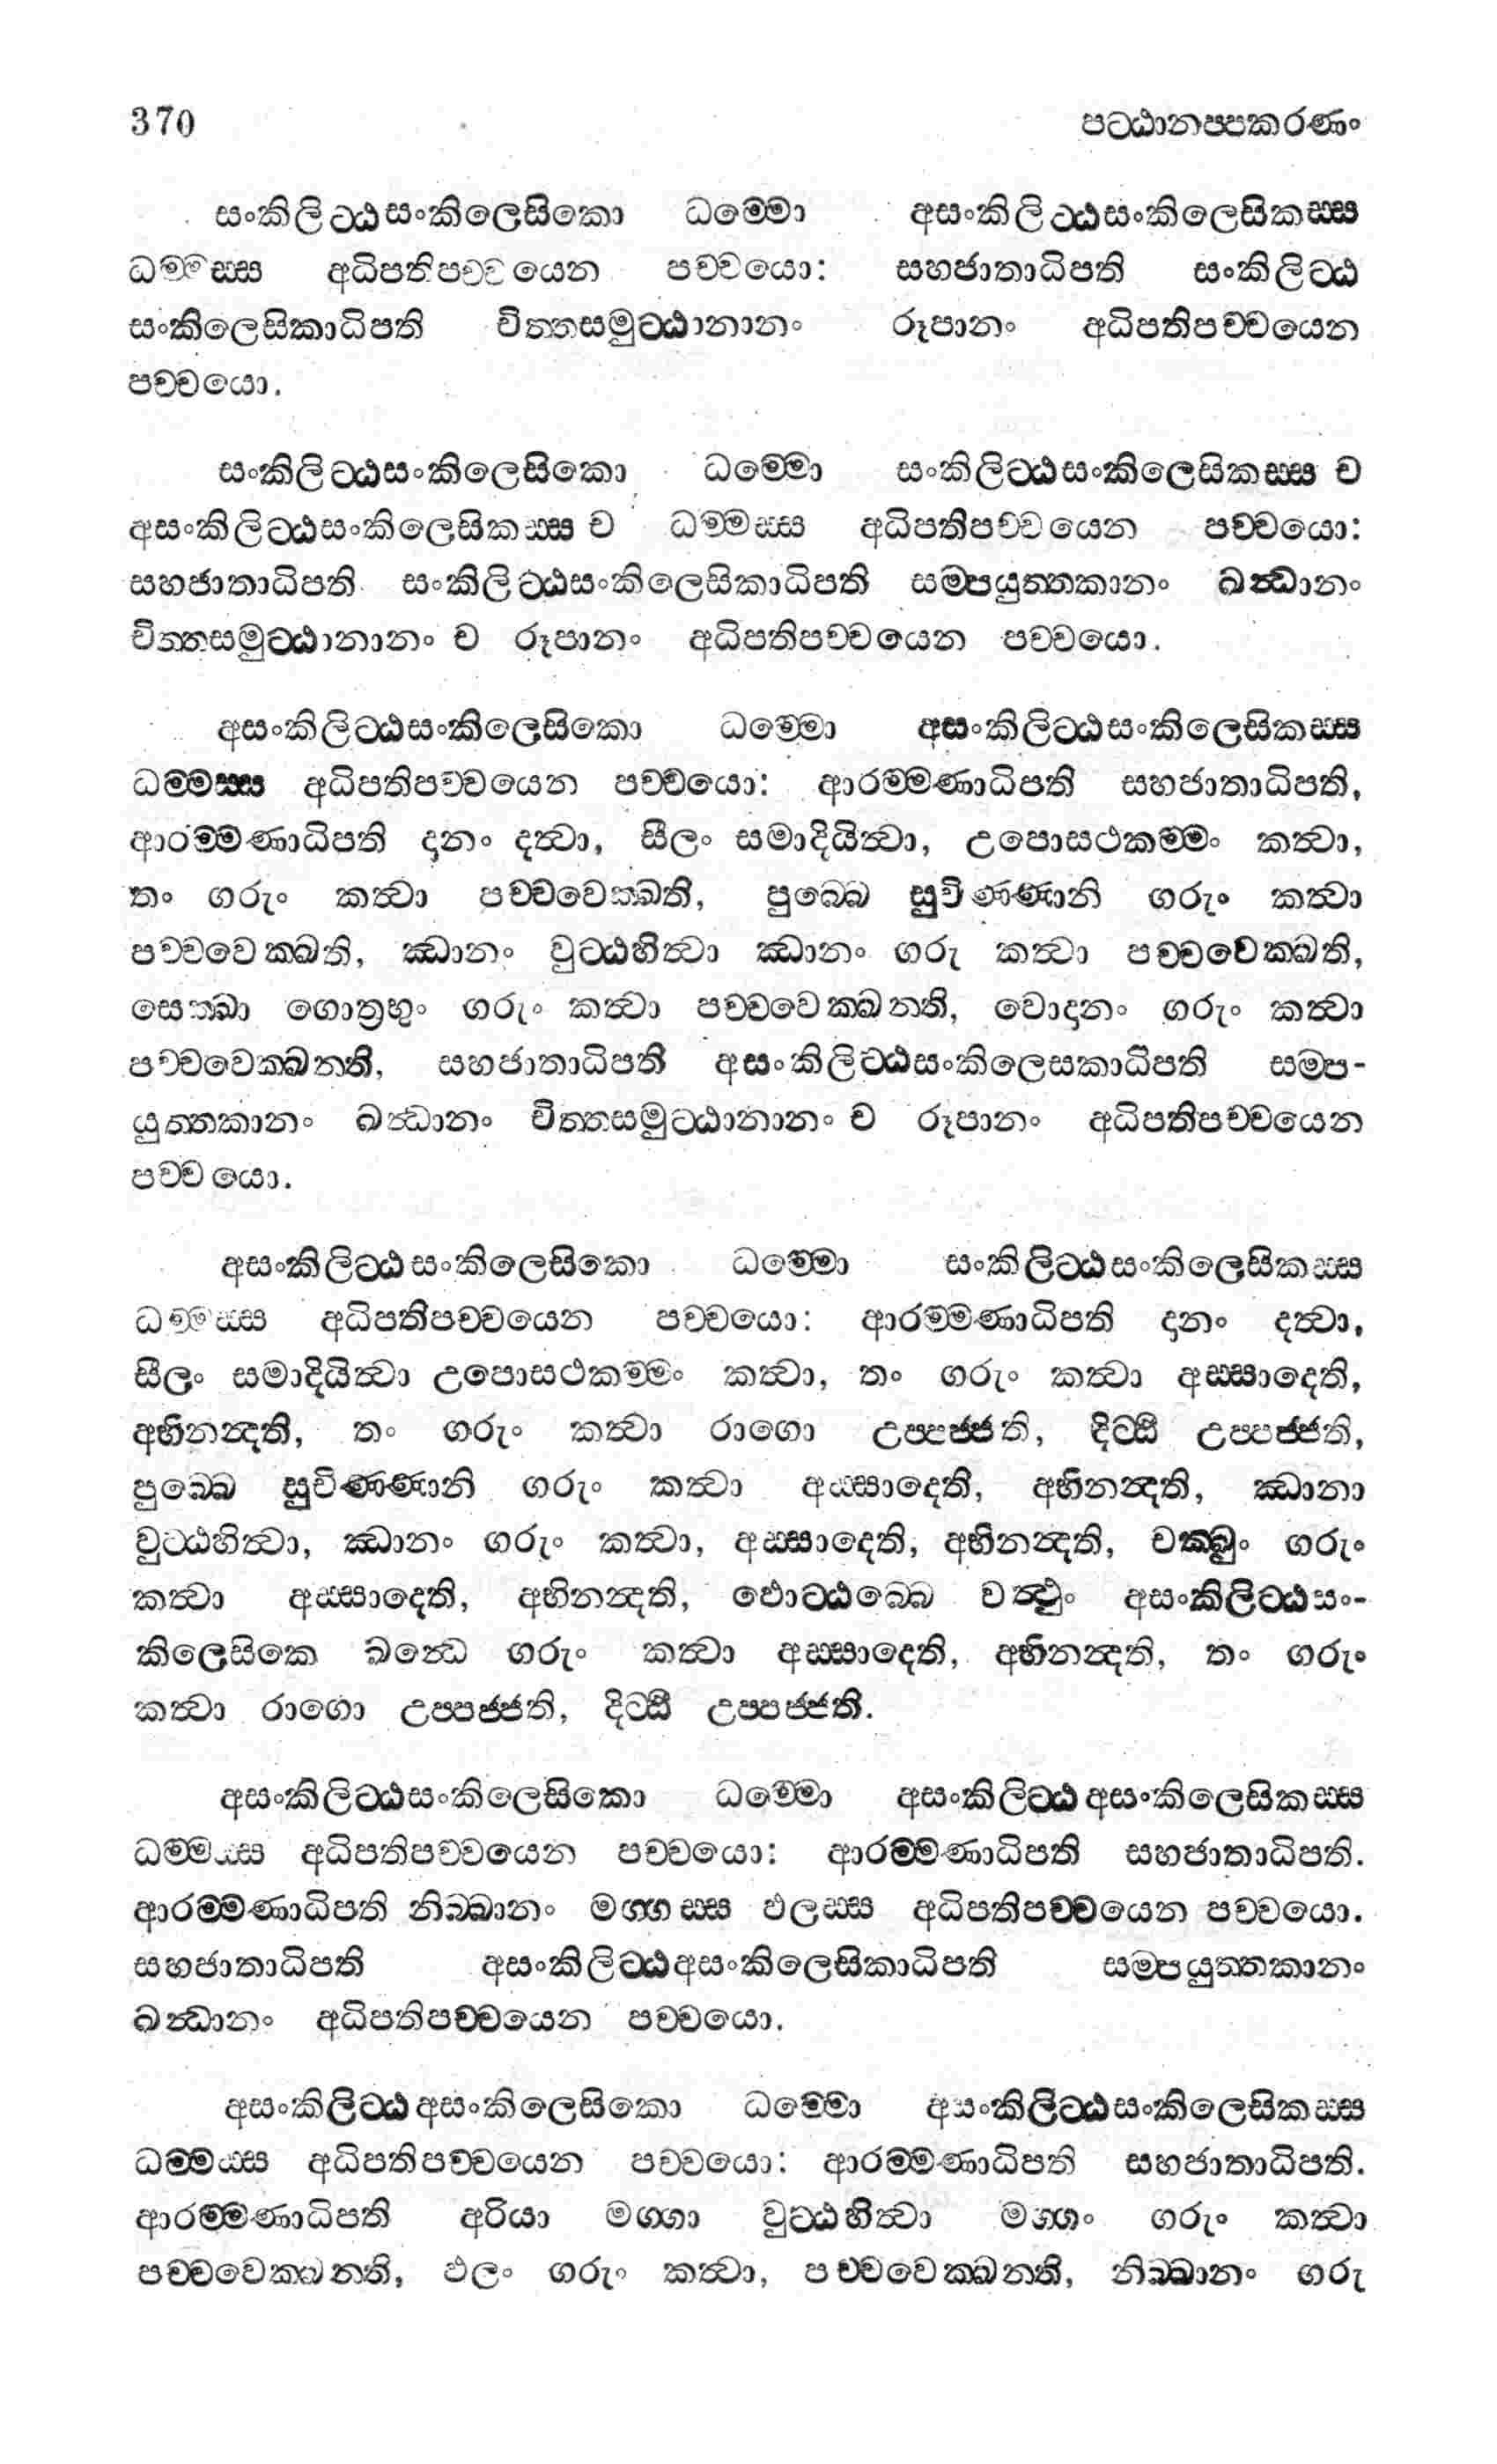 370 පට්ඨානප්පකරණං
සංකිලිට්ඨසංකිලෙසිකො ධම්මො අසංකිලිට්ඨසංකිලෙසිකස්ස
ධම්මස්ස අධිපතිපච්චයෙන පච්චයො: සහජාතාධිපති සංකිලිට්ඨ
සංකිලෙසිකාධිපති චිත්තසමුට්ඨානානං රූපානං අධිපතිපච්චයෙන
පච්චයො.
සංකිලිට්ඨසංකිලෙසිකො ධම්මො සංකිලිට්ඨසංකිලෙසිකස්ස ච
අසංකිලිට්ඨසංකිලෙසිකස්ස ච ධම්මස්ස අධිපතිපච්චයෙන පච්චයො:
සහජාතාධිපති සංකිලිට්ඨසංකිලෙසිකාධිපති සම්පයුත්තකානං ඛන්ධානං
චිත්තසමුට්ඨානානං ච රූපානං අධිපතිපච්චයෙන පච්චයො.
අසංකිලිට්ඨසංකිලෙසිකො ධම්මො අසංකිලිට්ඨසංකිලෙසිකස්ස
ධම්මස්ස අධිපතිපච්චයෙන පච්චයො: ආරම්මණාධිපති සහජාතාධිපති,
ආරම්මණාධිපති දානං දත්වා, සීලං සමාදියිත්වා, උපොසථකම්මං කත්වා,
තං ගරුං කත්වා පච්චවෙක්ඛති, පුබ්බෙ සුචිණ්ණානි ගරුං කත්වා
පච්චවෙක්ඛති, ඣානං වුට්ඨහිත්වා ඣානං ගරු කත්වා පච්චවෙක්ඛති,
සෙක්ඛා ගොත්‍රභුං ගරුං කත්වා පච්චවෙක්ඛන්ති, වොදානං ගරුං කත්වා
පච්චවෙක්ඛන්ති, සහජාතාධිපති අසංකිලිට්ඨසංකිලෙසකාධිපති සම්ප-
යුත්තකානං ඛන්ධානං චිත්තසමුට්ඨානානං ච රූපානං අධිපතිපච්චයෙන
පච්චයො.
අසංකිලිට්ඨසංකිලෙසිකො ධම්මො සංකිලිට්ඨසංකිලෙසිකස්ස
ධම්මස්ස අධිපතිපච්චයෙන පච්චයො: ආරම්මණාධිපති දානං දත්වා,
සීලං සමාදියිත්වා උපොසථකම්මං කත්වා, තං ගරුං කත්වා අස්සාදෙති,
අභිනන්දති, තං ගරුං කත්වා රාගො උප්පජ්ජති, දිට්ඨි උප්පජ්ජති,
පුබ්බෙ සුචිණ්ණානි ගරුං කත්වා අස්සාදෙති, අභිනන්දති, ඣානා
වුට්ඨහිත්වා, ඣානං ගරුං කත්වා, අස්සාදෙති, අභිනන්දති, චක්ඛුං ගරුං
කත්වා අස්සාදෙති, අභිනන්දති, ඵොට්ඨබ්බෙ වත්ථුං අසංකිලිට්ඨසං-
කිලෙසිකෙ ඛන්ධෙ ගරුං කත්වා අස්සාදෙති, අභිනන්දති, තං ගරුං
කත්වා රාගො උප්පජ්ජති, දිට්ඨි උප්පජ්ජති.
අසංකිලිට්ඨසංකිලෙසිකො ධම්මො අසංකිලිට්ඨඅසංකිලෙසිකස්ස
ධම්මස්ස අධිපතිපච්චයෙන පච්චයො: ආරම්මණාධිපති සහජාතාධිපති.
ආරම්මණාධිපති නිබ්බානං මග්ගස්ස ඵලස්ස අධිපතිපච්චයෙන පච්චයො.
සහජාතාධිපති අසංකිලිට්ඨඅසංකිලෙසිකාධිපති සම්පයුත්තකානං
ඛන්ධානං අධිපතිපච්චයෙන පච්චයො.
අසංකිලිට්ඨඅසංකිලෙසිකො ධම්මො අසංකිලිට්ඨසංකිලෙසිකස්ස
ධම්මස්ස අධිපතිපච්චයෙන පච්චයො: ආරම්මණාධිපති සහජාතාධිපති.
ආරම්මණාධිපති අරියා මග්ගා වුට්ඨහිත්වා මග්ගං ගරුං කත්වා
පච්චවෙක්ඛන්ති, ඵලං ගරුං කත්වා, පච්චවෙක්ඛන්ති, නිබ්බානං ගරු